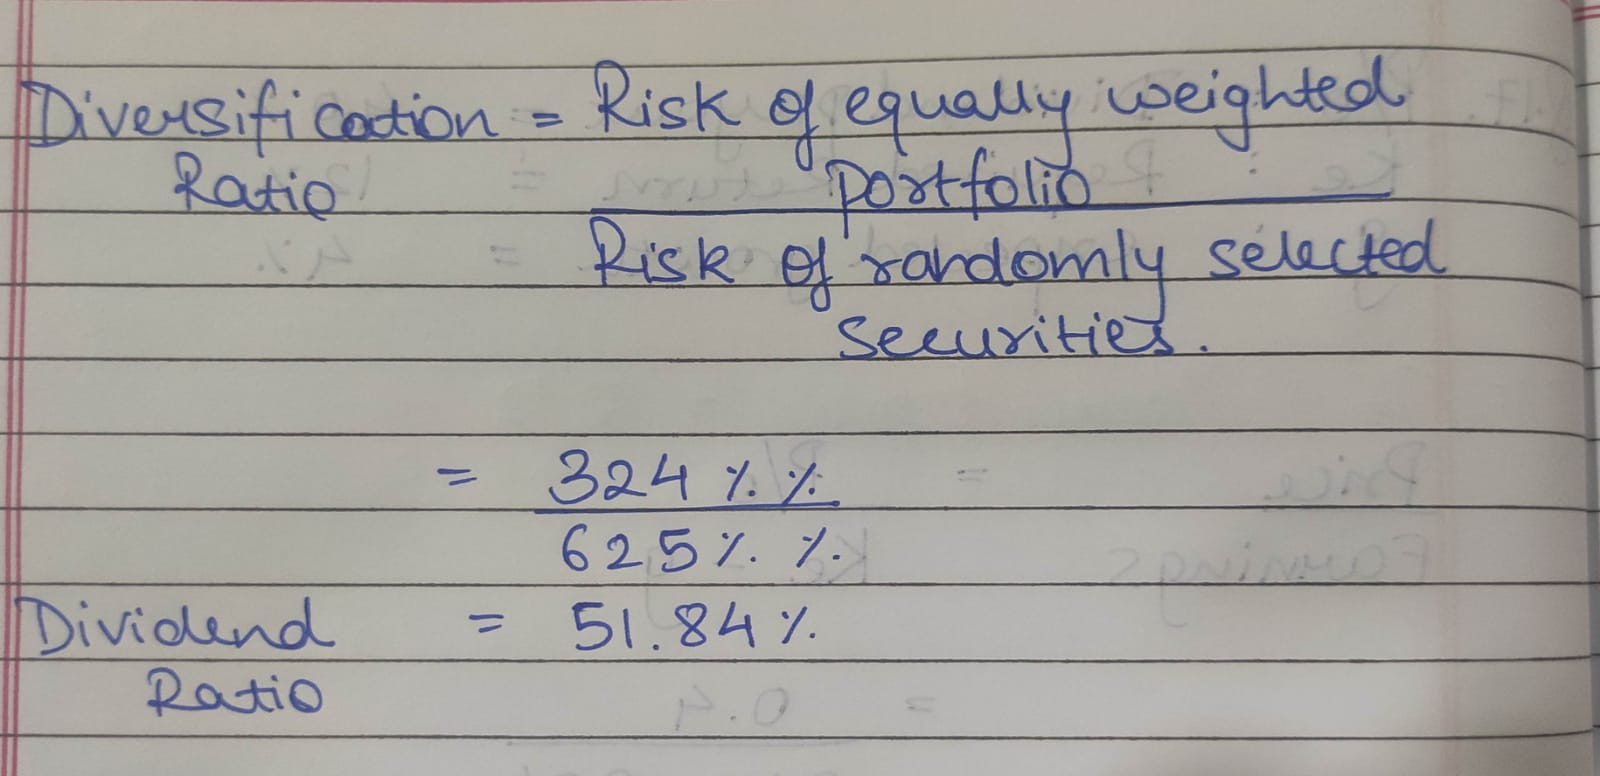 Diversification = Risk of equally weighted
Ratio portfolio
Risk of randomly selected
securities.
= 324 % %
625 % %
Dividend = 51.84 %
Ratio